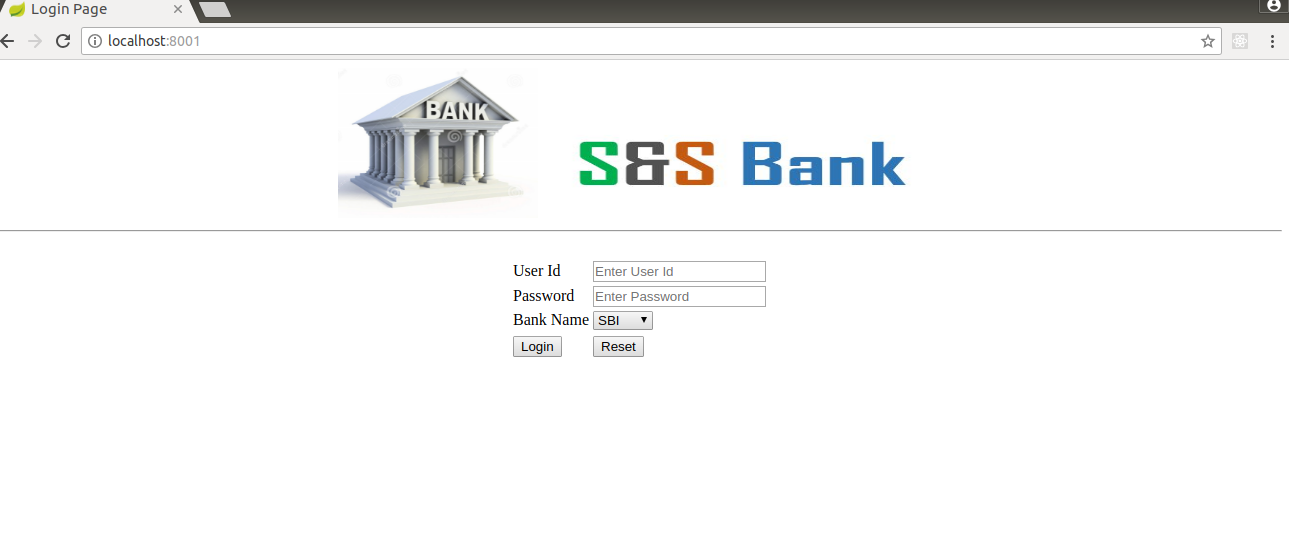 Login Page
localhost:8001
BANK
S&S Bank
User Id Enter User Id
Password Enter Password
Bank Name SBI
Login Reset